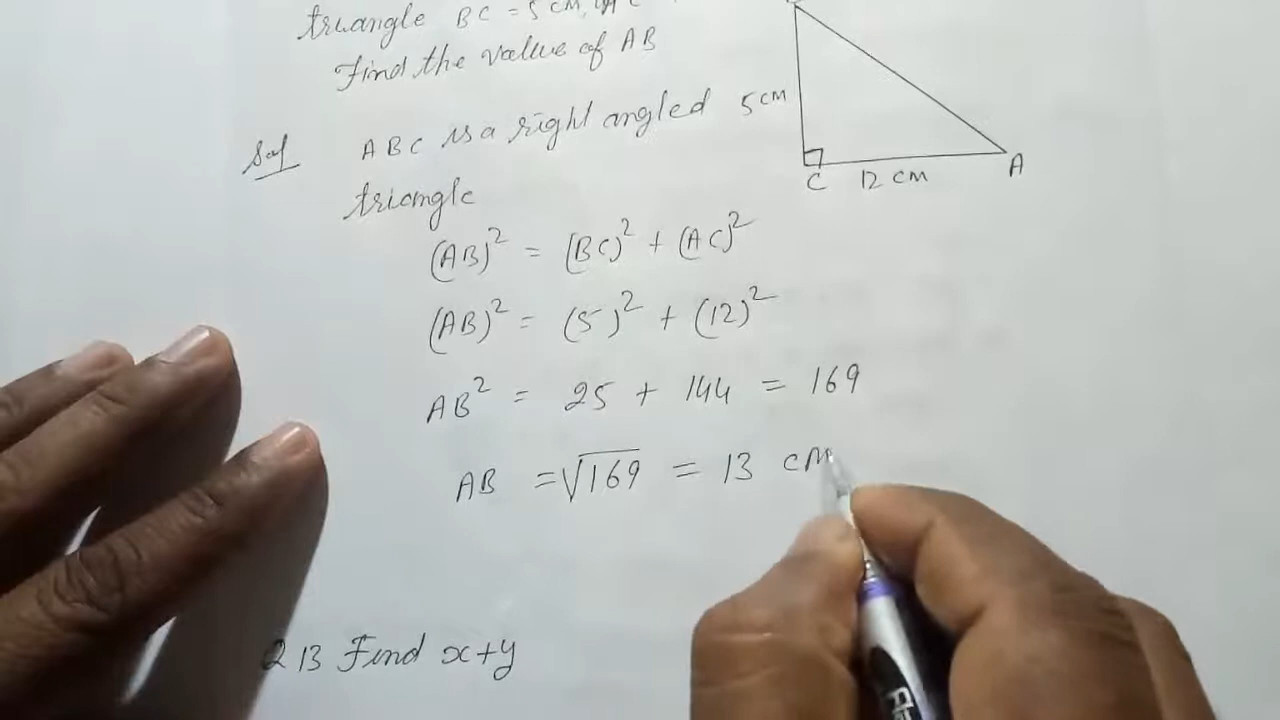 truangle BC = 5 CM,
Find the value of AB
Sol ABC is a right angled
triangle
5 CM
C 12 CM A
(AB)² = (BC)² + (AC)²
(AB)² = (5)² + (12)²
AB² = 25 + 144 = 169
AB = √169 = 13 CM
Q 13 Find x+y